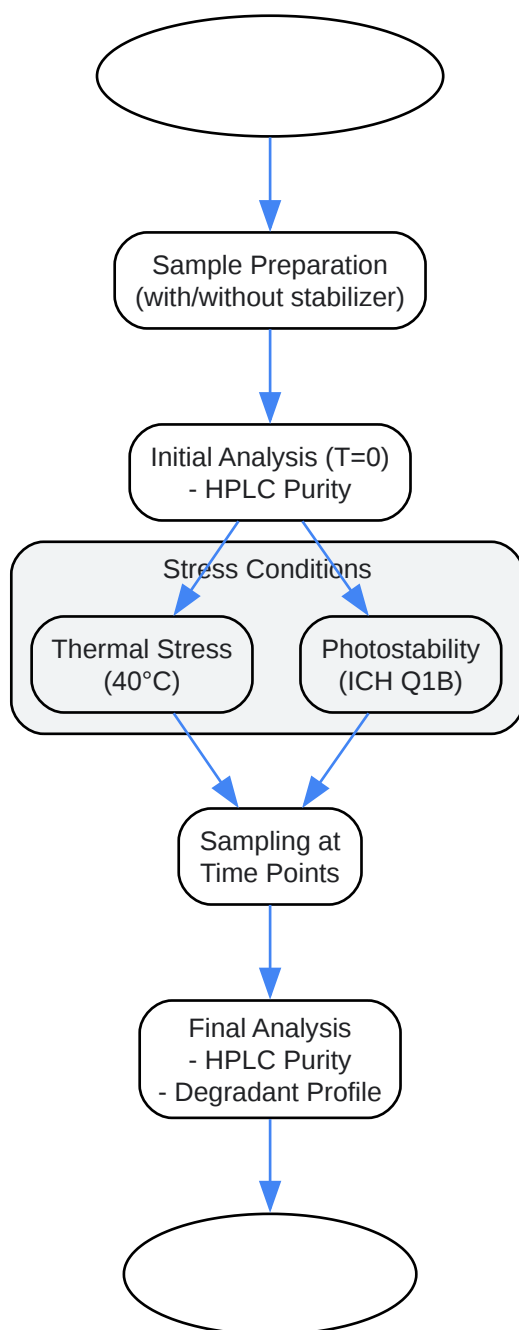 Sample Preparation
(with/without stabilizer)
Initial Analysis (T=0)
- HPLC Purity
Stress Conditions
Thermal Stress
(40°C)
Photostability
(ICH Q1B)
Sampling at
Time Points
Final Analysis
- HPLC Purity
- Degradant Profile